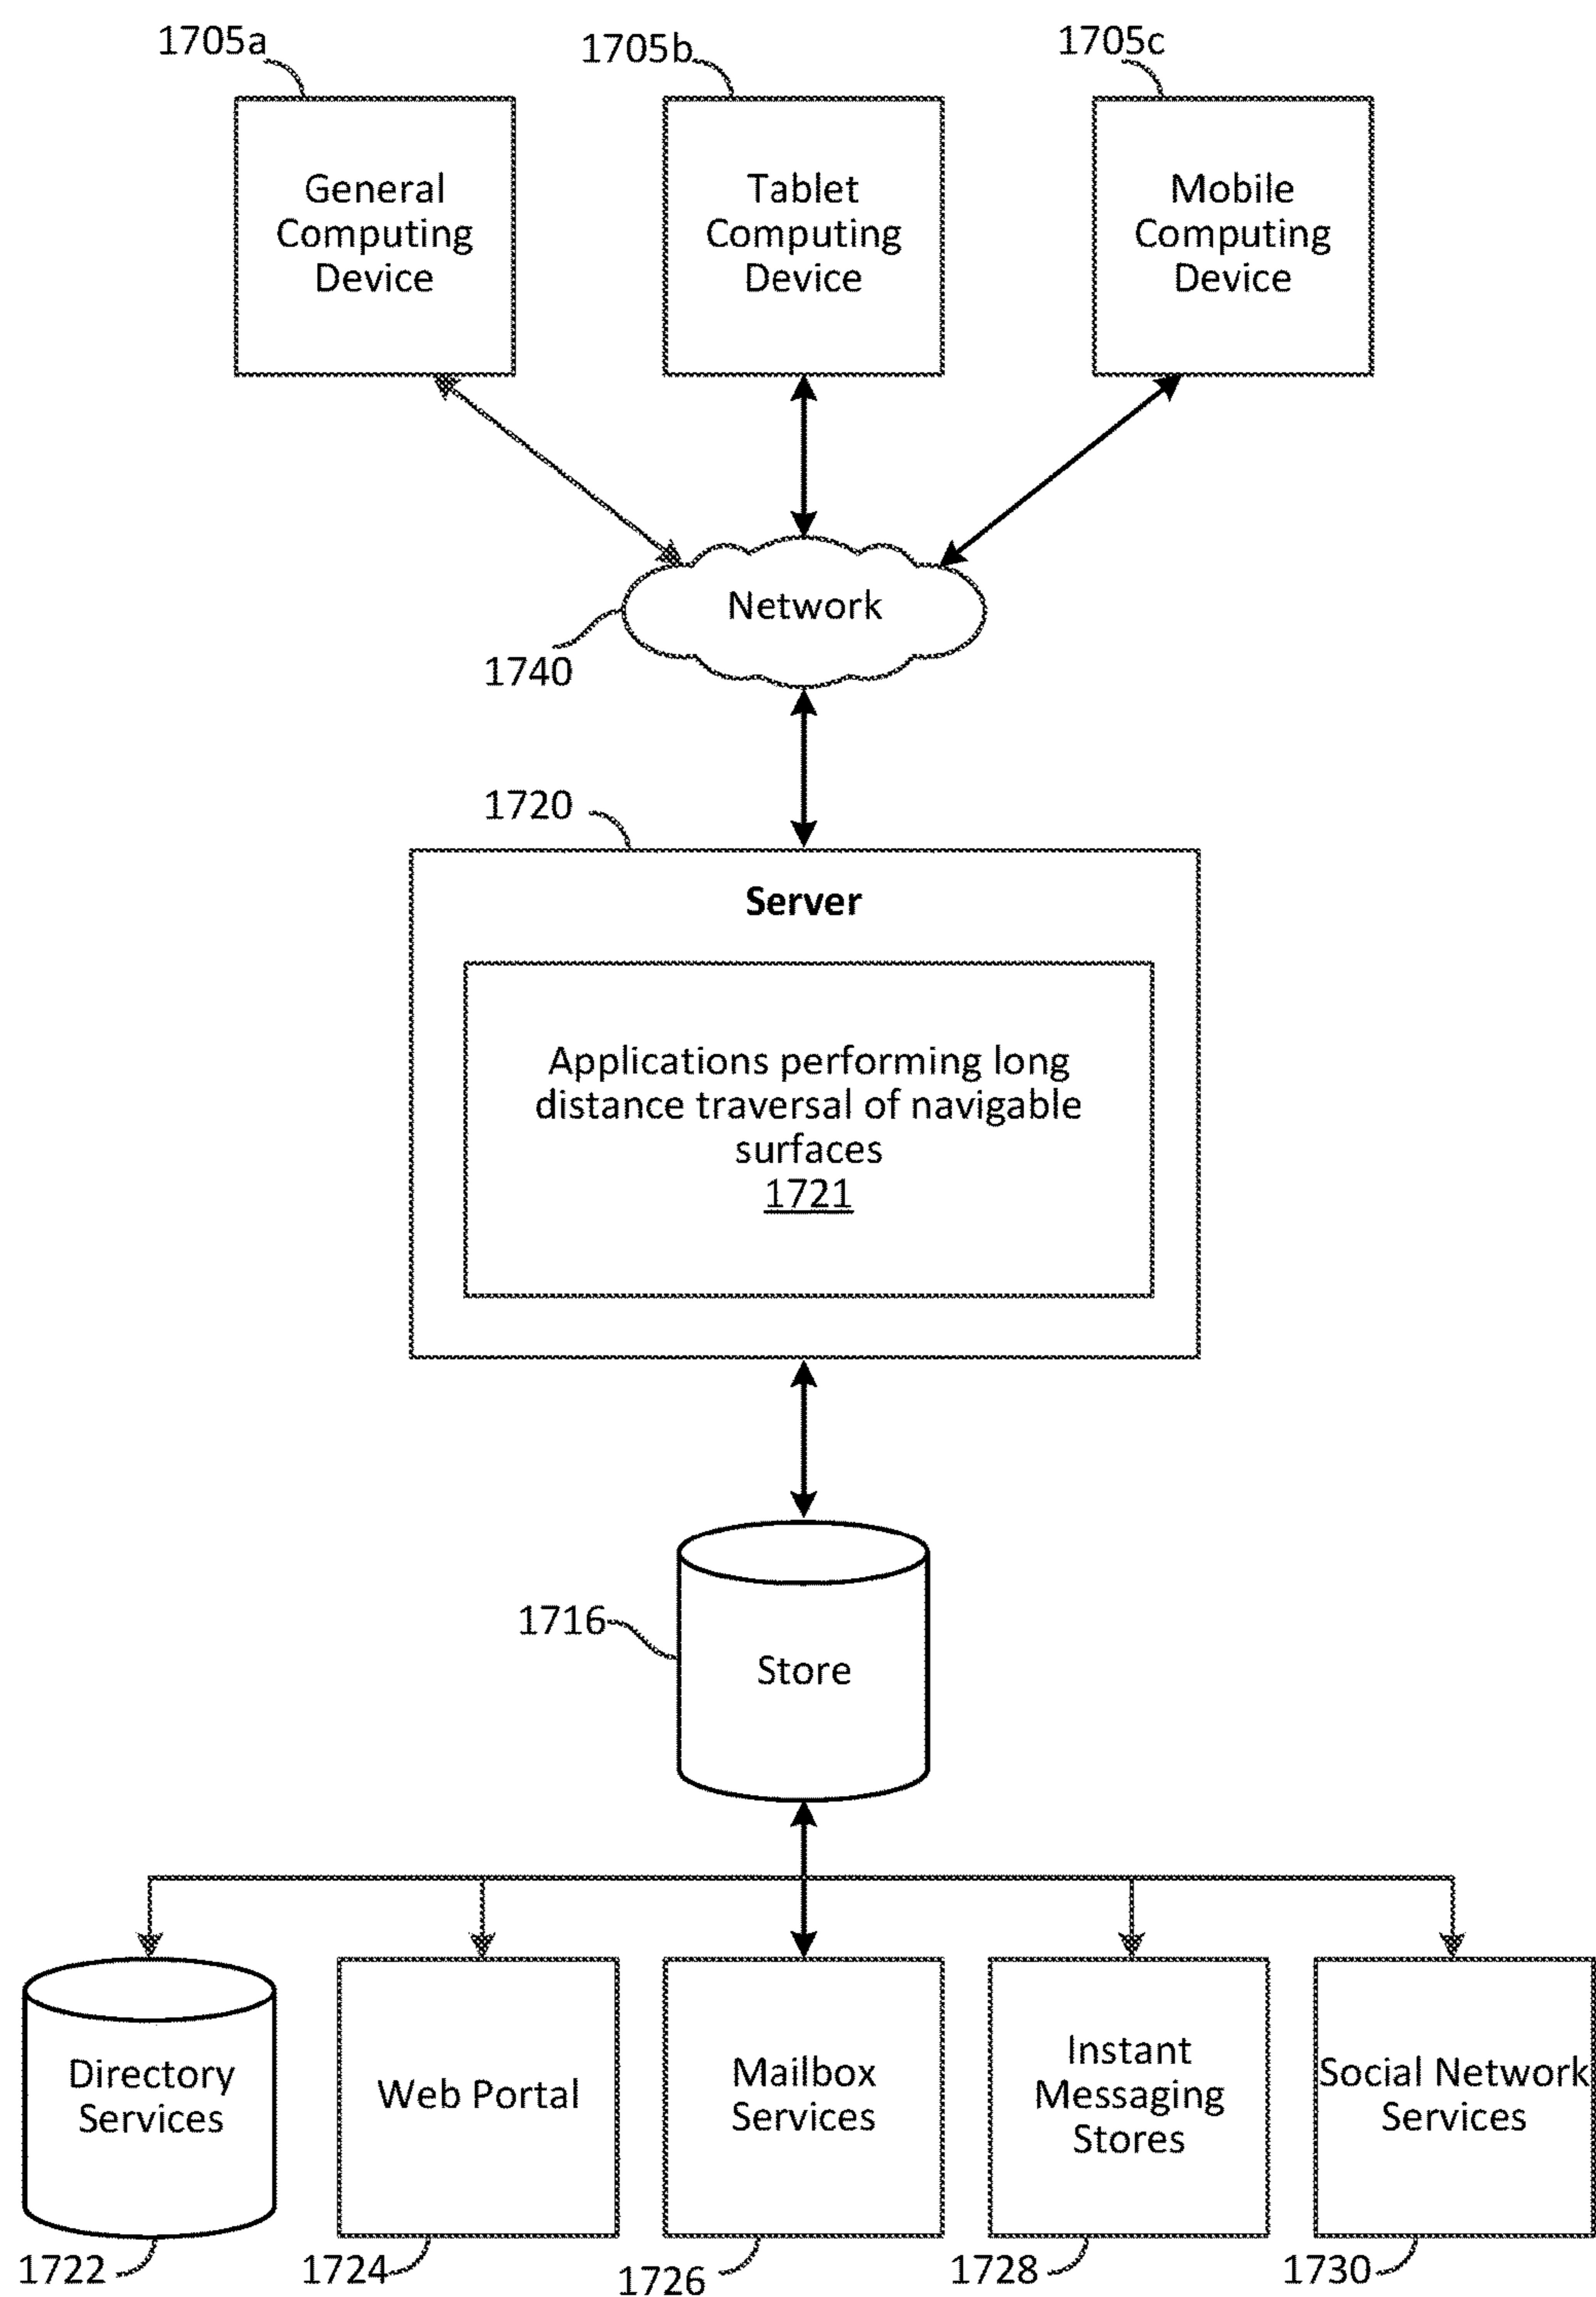 1705a
1705b
1705c
General
Computing
Device
Tablet
Computing
Device
Mobile
Computing
Device
Network
1740
1720
Server
Applications performing long
distance traversal of navigable
surfaces
1721
1716
Store
Directory
Services
Web Portal
Mailbox
Services
Instant
Messaging
Stores
Social Network
Services
1722
1724
1726
1728
1730